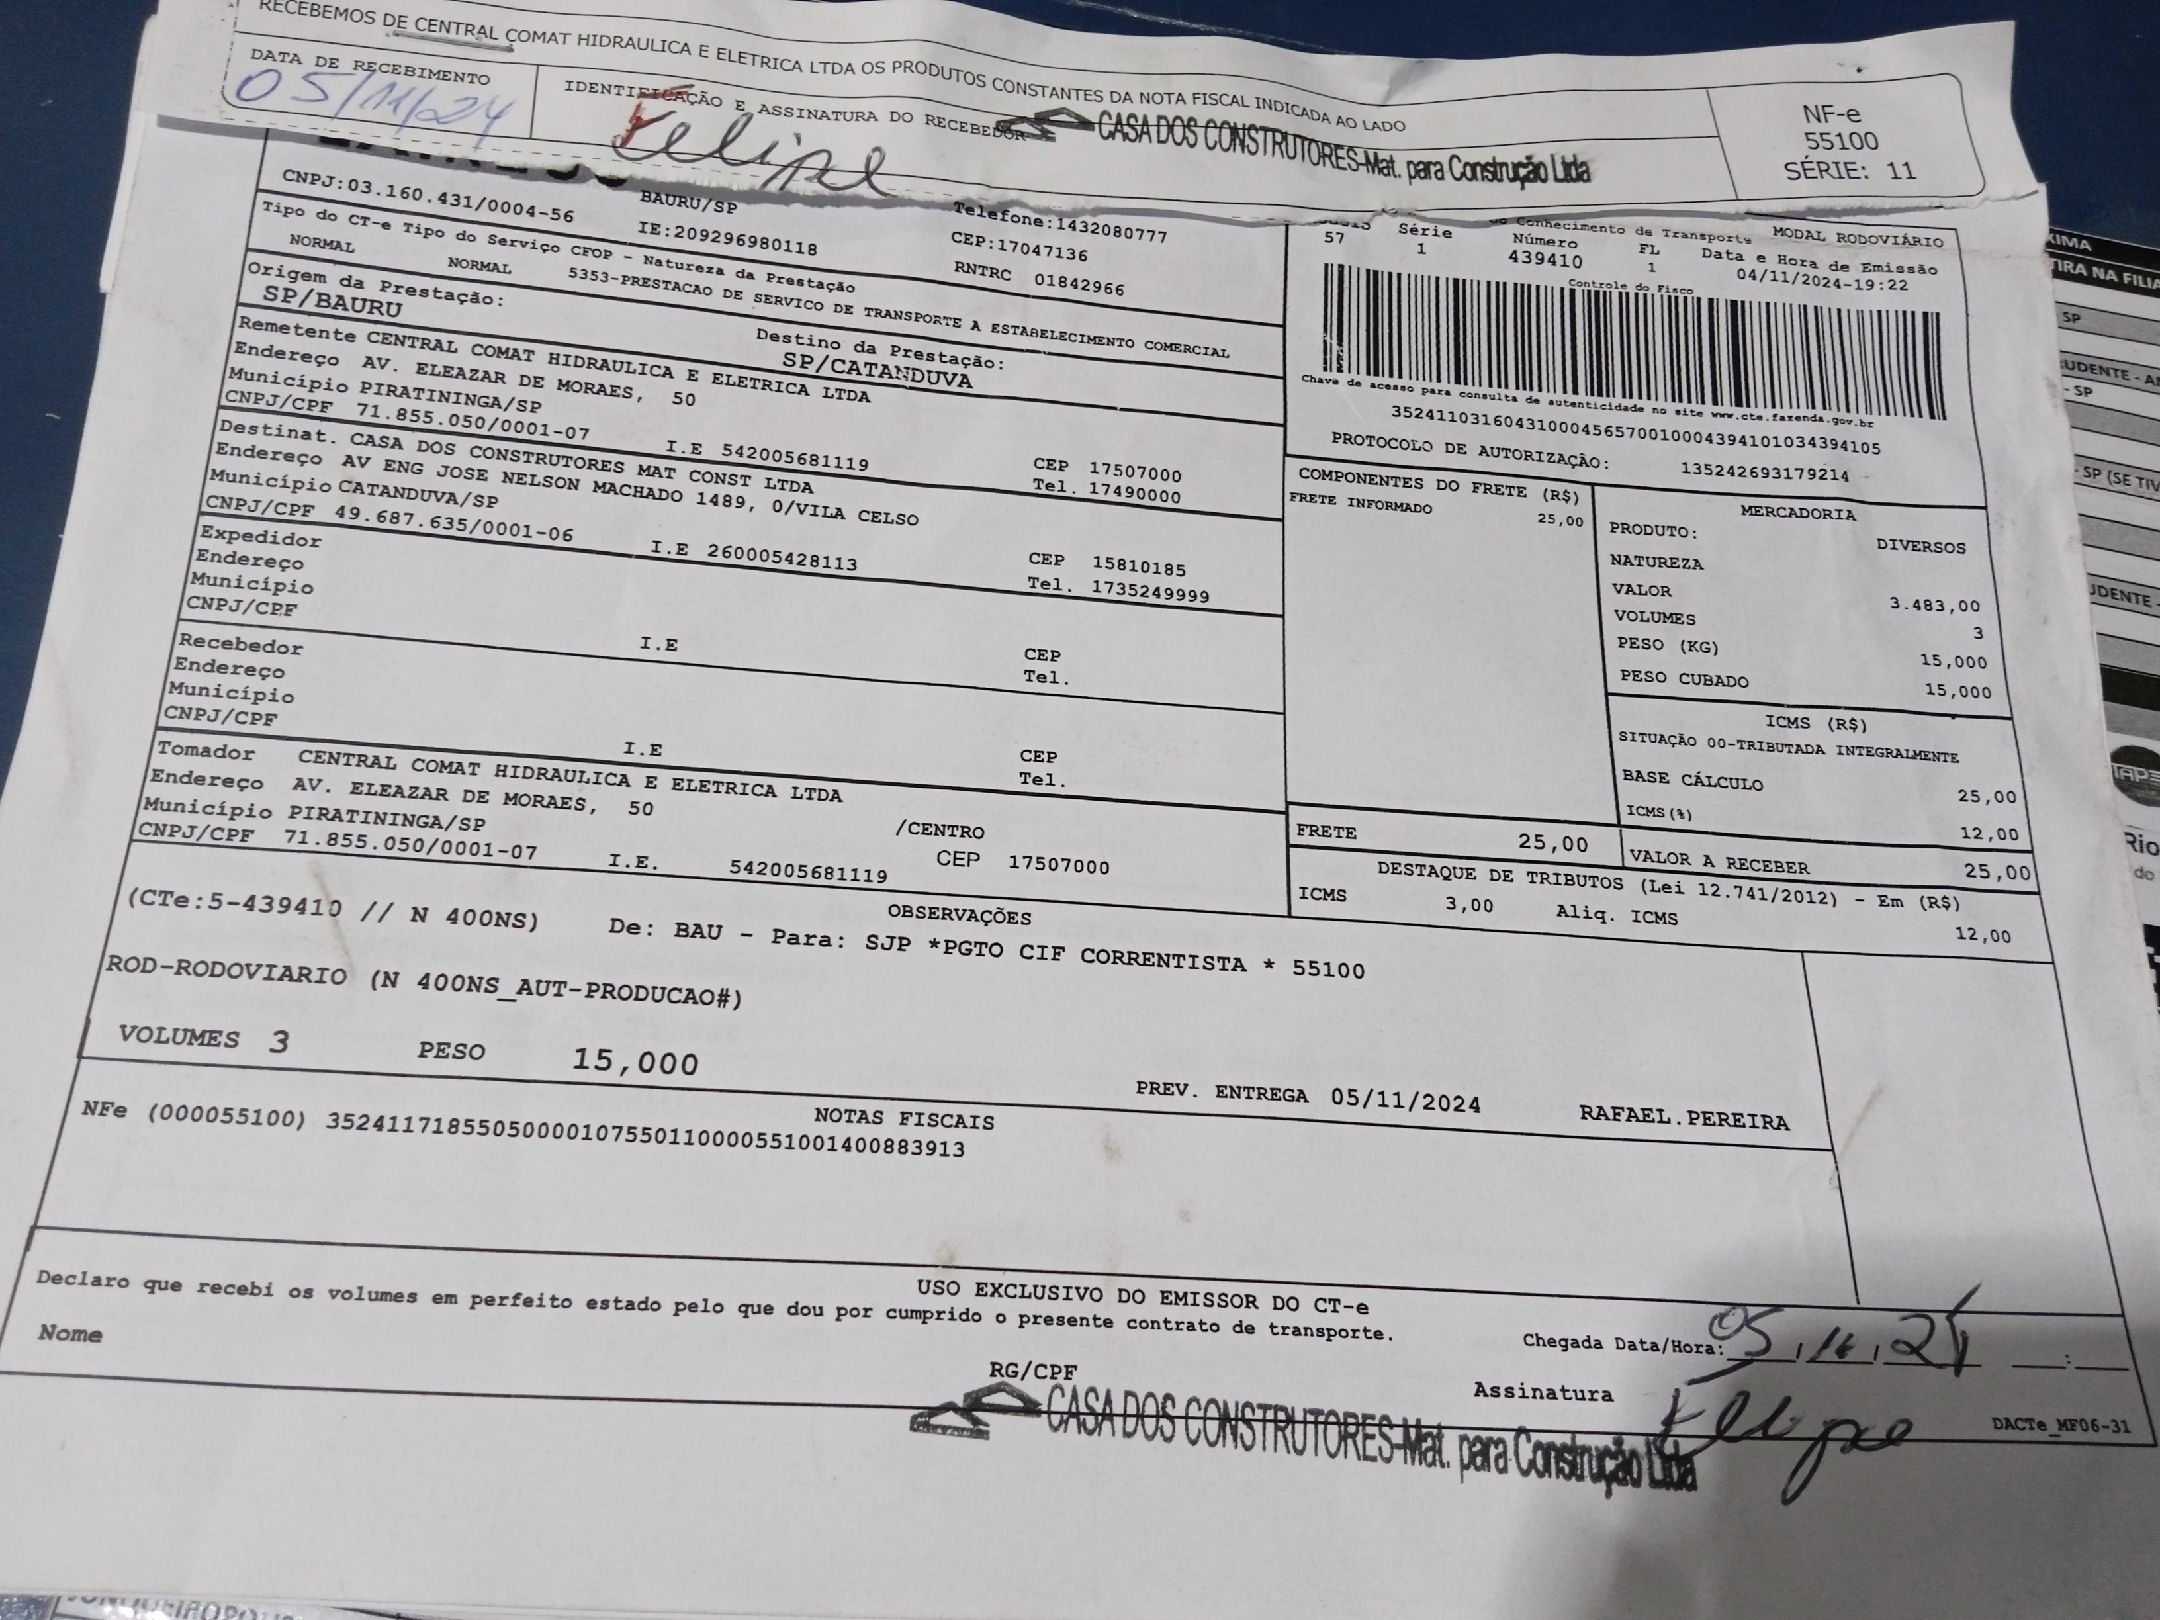 RECEBEMOS DE CENTRAL COMAT HIDRAULICA E ELETRICA LTDA OS PRODUTOS CONSTANTES DA NOTA FISCAL INDICADA AO LADO
DATA DE RECEBIMENTO
05/11/24
IDENTIFICAÇÃO E ASSINATURA DO RECEBEDOR
Felipe
CASA DOS CONSTRUTORES-Mat. para Construção Ltda
NF-e
55100
SÉRIE: 11
CNPJ:03.160.431/0004-56
BAURU/SP
Telefone:1432080777
IE:209296980118
CEP:17047136
RNTRC 01842966
Tipo do CT-e Tipo do Serviço CFOP - Natureza da Prestação
NORMAL NORMAL 5353-PRESTACAO DE SERVICO DE TRANSPORTE A ESTABELECIMENTO COMERCIAL
Origem da Prestação:
SP/BAURU
Destino da Prestação:
SP/CATANDUVA
Conhecimento de Transporte
MODAL RODOVIÁRIO
57
Série
1
Número
439410
FL
1
Data e Hora de Emissão
04/11/2024-19:22
Controle do Fisco
Chave de acesso para consulta de autenticidade no site www.cte.fazenda.gov.br
35241103160431000456570010004394101034394105
PROTOCOLO DE AUTORIZAÇÃO: 135242693179214
Remetente CENTRAL COMAT HIDRAULICA E ELETRICA LTDA
Endereço AV. ELEAZAR DE MORAES, 50
Município PIRATININGA/SP
CEP 17507000
CNPJ/CPF 71.855.050/0001-07 I.E 542005681119 Tel. 17490000
Destinat. CASA DOS CONSTRUTORES MAT CONST LTDA
Endereço AV ENG JOSE NELSON MACHADO 1489, 0/VILA CELSO
Município CATANDUVA/SP
CEP 15810185
CNPJ/CPF 49.687.635/0001-06 I.E 260005428113 Tel. 1735249999
Expedidor
Endereço
Município
CEP
CNPJ/CPF I.E Tel.
Recebedor
Endereço
Município
CEP
CNPJ/CPF I.E Tel.
Tomador CENTRAL COMAT HIDRAULICA E ELETRICA LTDA
Endereço AV. ELEAZAR DE MORAES, 50 /CENTRO
Município PIRATININGA/SP CEP 17507000
CNPJ/CPF 71.855.050/0001-07 I.E. 542005681119
COMPONENTES DO FRETE (R$)
FRETE INFORMADO 25,00
MERCADORIA
PRODUTO: DIVERSOS
NATUREZA
VALOR 3.483,00
VOLUMES 3
PESO (KG) 15,000
PESO CUBADO 15,000
ICMS (R$)
SITUAÇÃO 00-TRIBUTADA INTEGRALMENTE
BASE CÁLCULO 25,00
ICMS(%) 12,00
FRETE 25,00
VALOR A RECEBER 25,00
DESTAQUE DE TRIBUTOS (Lei 12.741/2012) - Em (R$)
ICMS 3,00 Aliq. ICMS 12,00
OBSERVAÇÕES
(CTe:5-439410 // N 400NS) De: BAU - Para: SJP *PGTO CIF CORRENTISTA * 55100
ROD-RODOVIARIO (N 400NS_AUT-PRODUCAO#)
VOLUMES 3 PESO 15,000
PREV. ENTREGA 05/11/2024 RAFAEL.PEREIRA
NOTAS FISCAIS
NFe (000055100) 35241171855050000107550110000551001400883913
USO EXCLUSIVO DO EMISSOR DO CT-e
Declaro que recebi os volumes em perfeito estado pelo que dou por cumprido o presente contrato de transporte.
Chegada Data/Hora: 05/11/24
Nome
RG/CPF
Assinatura
Felipe
DACTe_MF06-31
CASA DOS CONSTRUTORES-Mat. para Construção Ltda
XIMA
TIRA NA FILIA
SP
UDENTE - A
- SP
- SP (SE TIV
UDENTE -
TAP
Rio
do